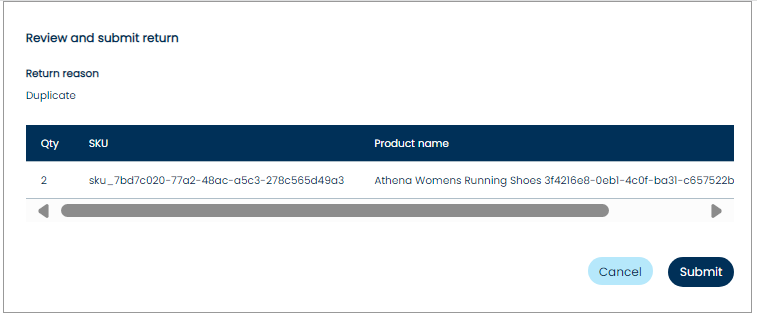 Review and submit return
Return reason
Duplicate
Qty SKU Product name
2 sku_7bd7c020-77a2-48ac-a5c3-278c565d49a3 Athena Womens Running Shoes 3f4216e8-0eb1-4c0f-ba31-c657522b
Cancel Submit